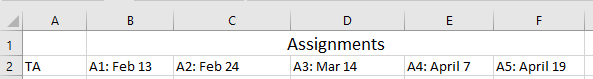 A B C D E F
1 Assignments
2 TA A1: Feb 13 A2: Feb 24 A3: Mar 14 A4: April 7 A5: April 19